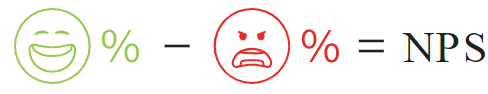 % − % = NPS